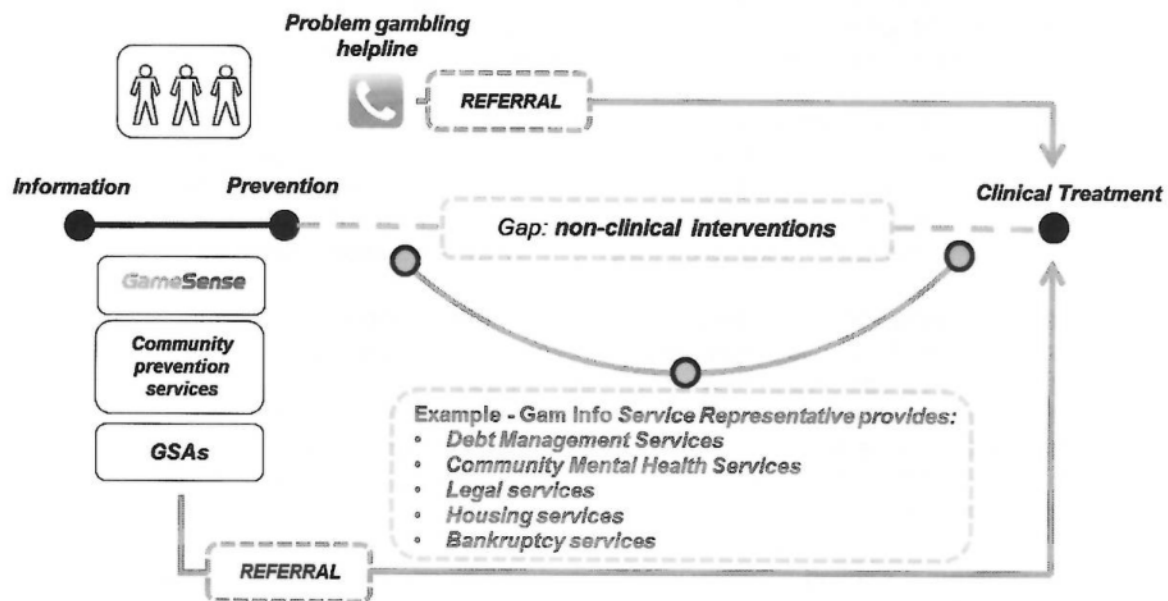 Problem gambling
helpline
REFERRAL
Information
Prevention
Clinical Treatment
Gap: non-clinical interventions
GameSense
Community
prevention
services
GSAs
Example - Gam Info Service Representative provides:
• Debt Management Services
• Community Mental Health Services
• Legal services
• Housing services
• Bankruptcy services
REFERRAL